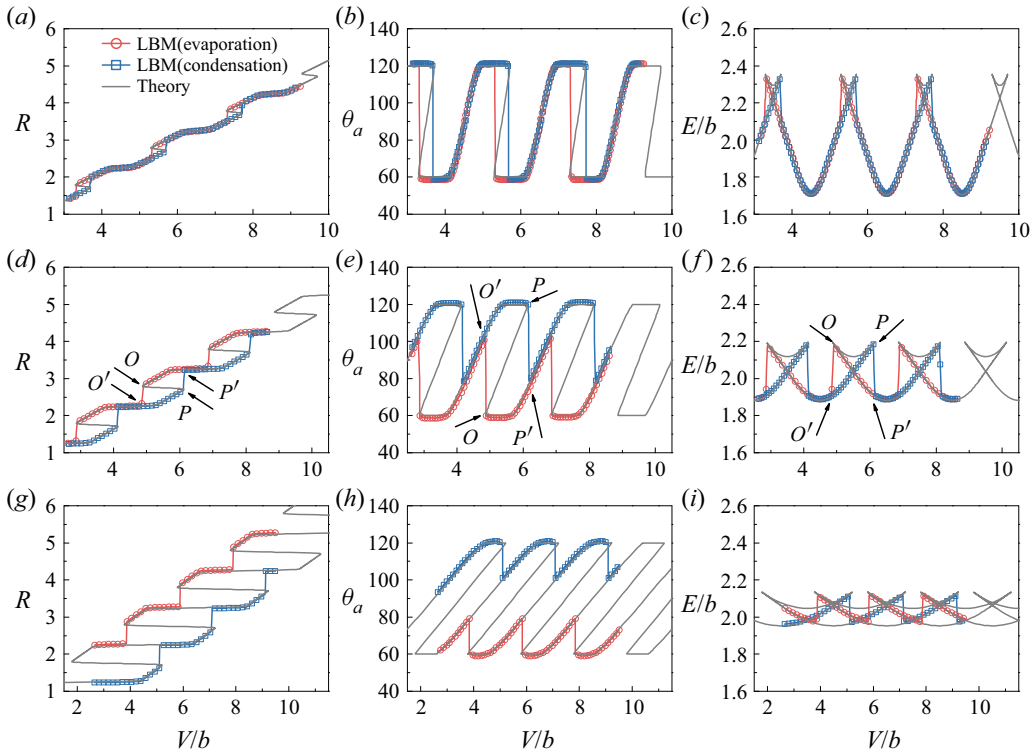 (a) (b) (c)
6 140 2.6
LBM(evaporation)
LBM(condensation)
Theory
5 120 2.4
4 100 2.2
R θa E/b
3 80 2.0
2 60 1.8
1 40 1.6
4 6 8 10 4 6 8 10 4 6 8 10
(d) (e) (f)
6 140 2.6
5 120 O′ P 2.4
4 100 O P 2.2
R O θa E/b
3 O′ 80 2.0
2 P′ P 60 O P′ O′ P′ 1.8
1 40 1.6
4 6 8 10 4 6 8 10 4 6 8 10
(g) (h) (i)
6 140 2.6
5 120 2.4
4 100 2.2
R θa E/b
3 80 2.0
2 60 1.8
1 40 1.6
2 4 6 8 10 2 4 6 8 10 2 4 6 8 10
V/b V/b V/b